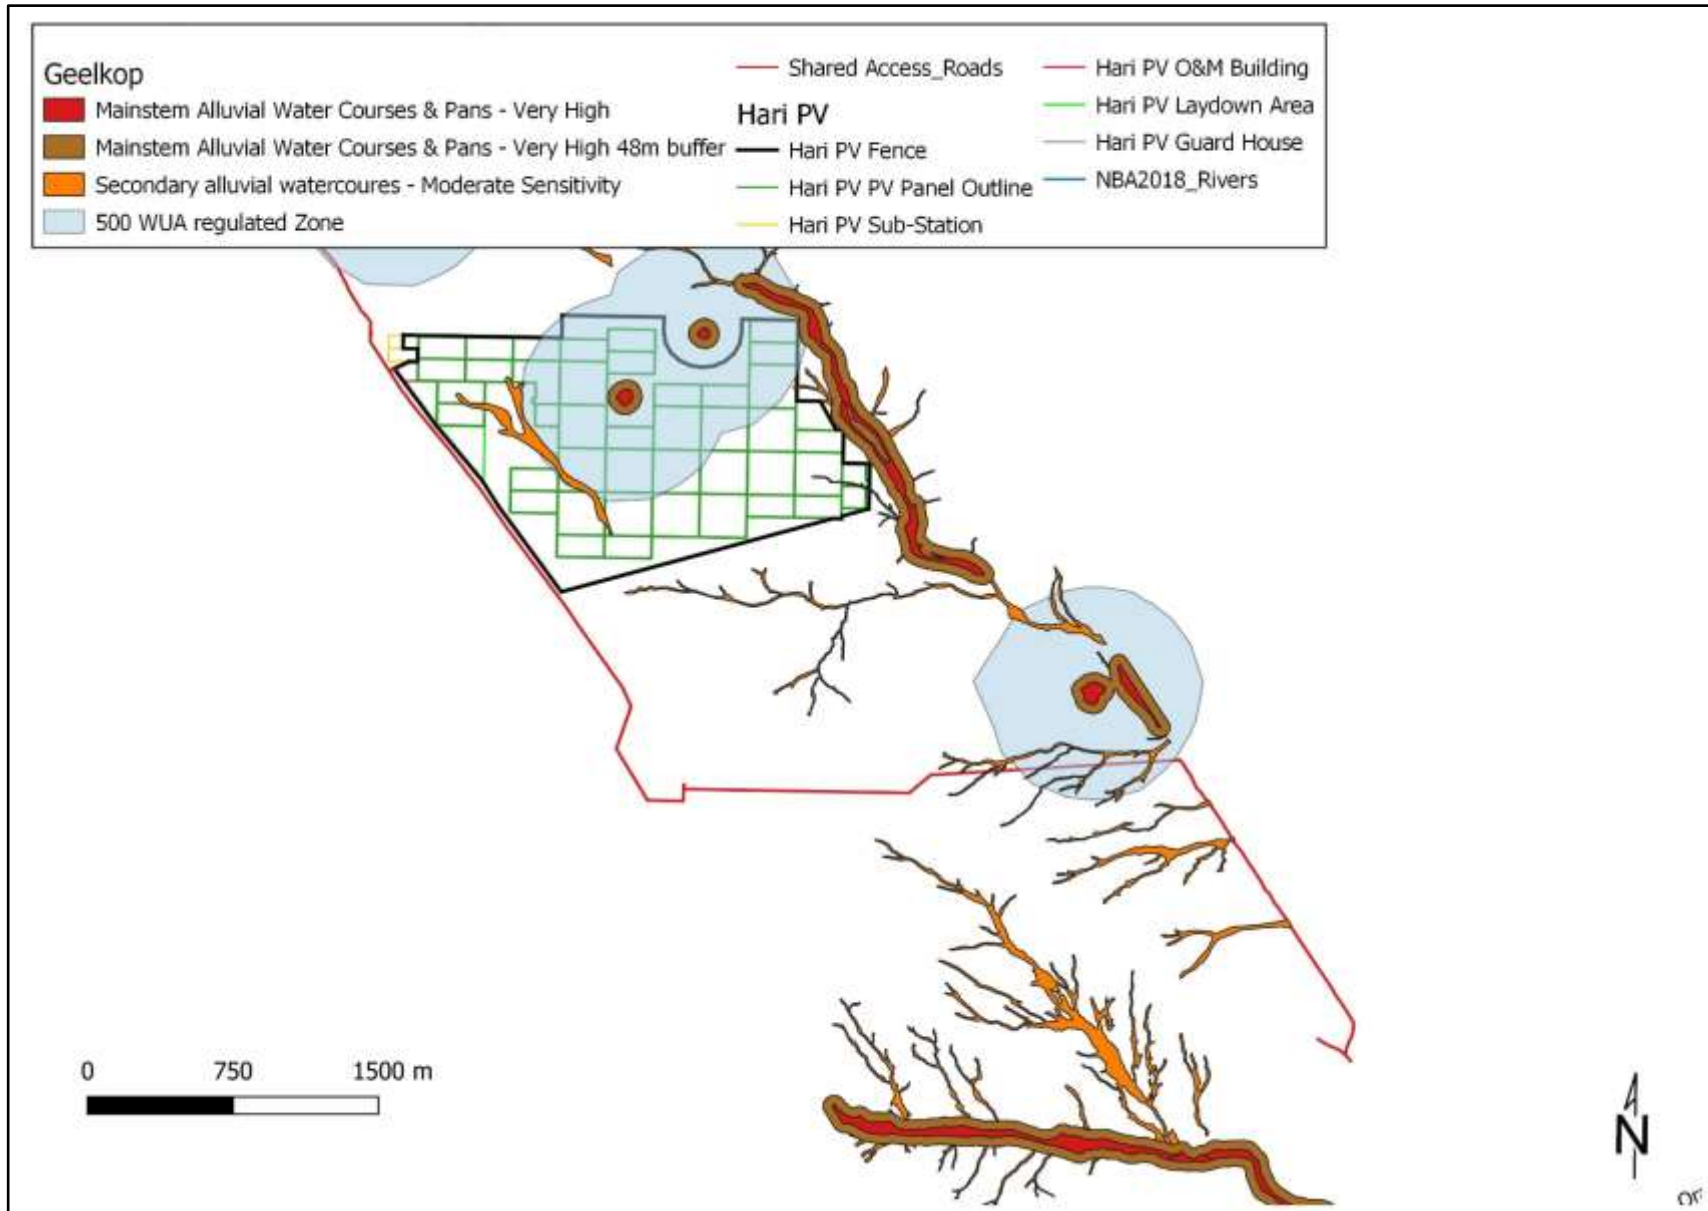 Geelkop
Mainstem Alluvial Water Courses & Pans - Very High
Mainstem Alluvial Water Courses & Pans - Very High 48m buffer
Secondary alluvial watercoures - Moderate Sensitivity
500 WUA regulated Zone
Shared Access_Roads
Hari PV
Hari PV Fence
Hari PV PV Panel Outline
Hari PV Sub-Station
Hari PV O&M Building
Hari PV Laydown Area
Hari PV Guard House
NBA2018_Rivers
0 750 1500 m
N